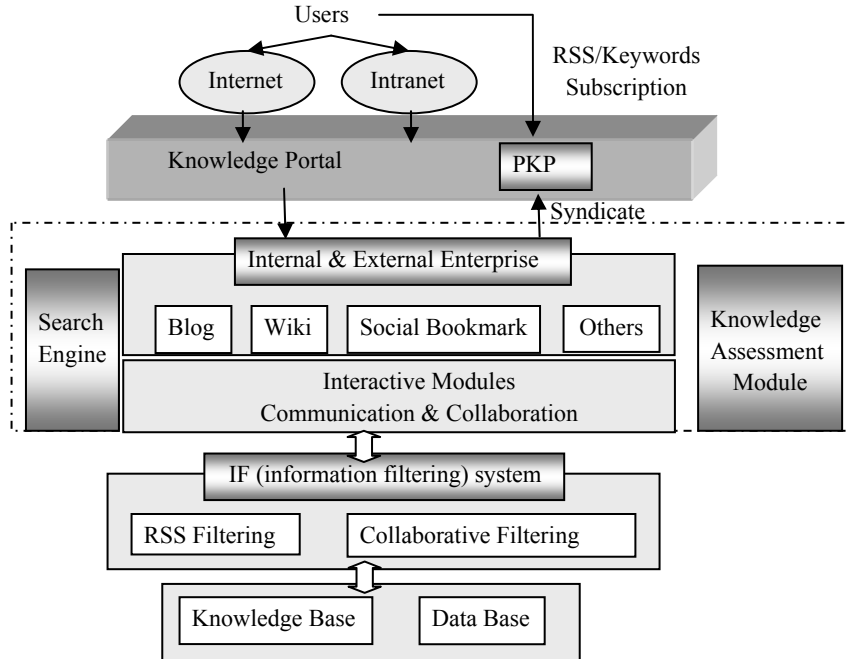 Users
Internet
Intranet
RSS/Keywords
Subscription
Knowledge Portal
PKP
Syndicate
Internal & External Enterprise
Search
Engine
Blog
Wiki
Social Bookmark
Others
Knowledge
Assessment
Module
Interactive Modules
Communication & Collaboration
IF (information filtering) system
RSS Filtering
Collaborative Filtering
Knowledge Base
Data Base